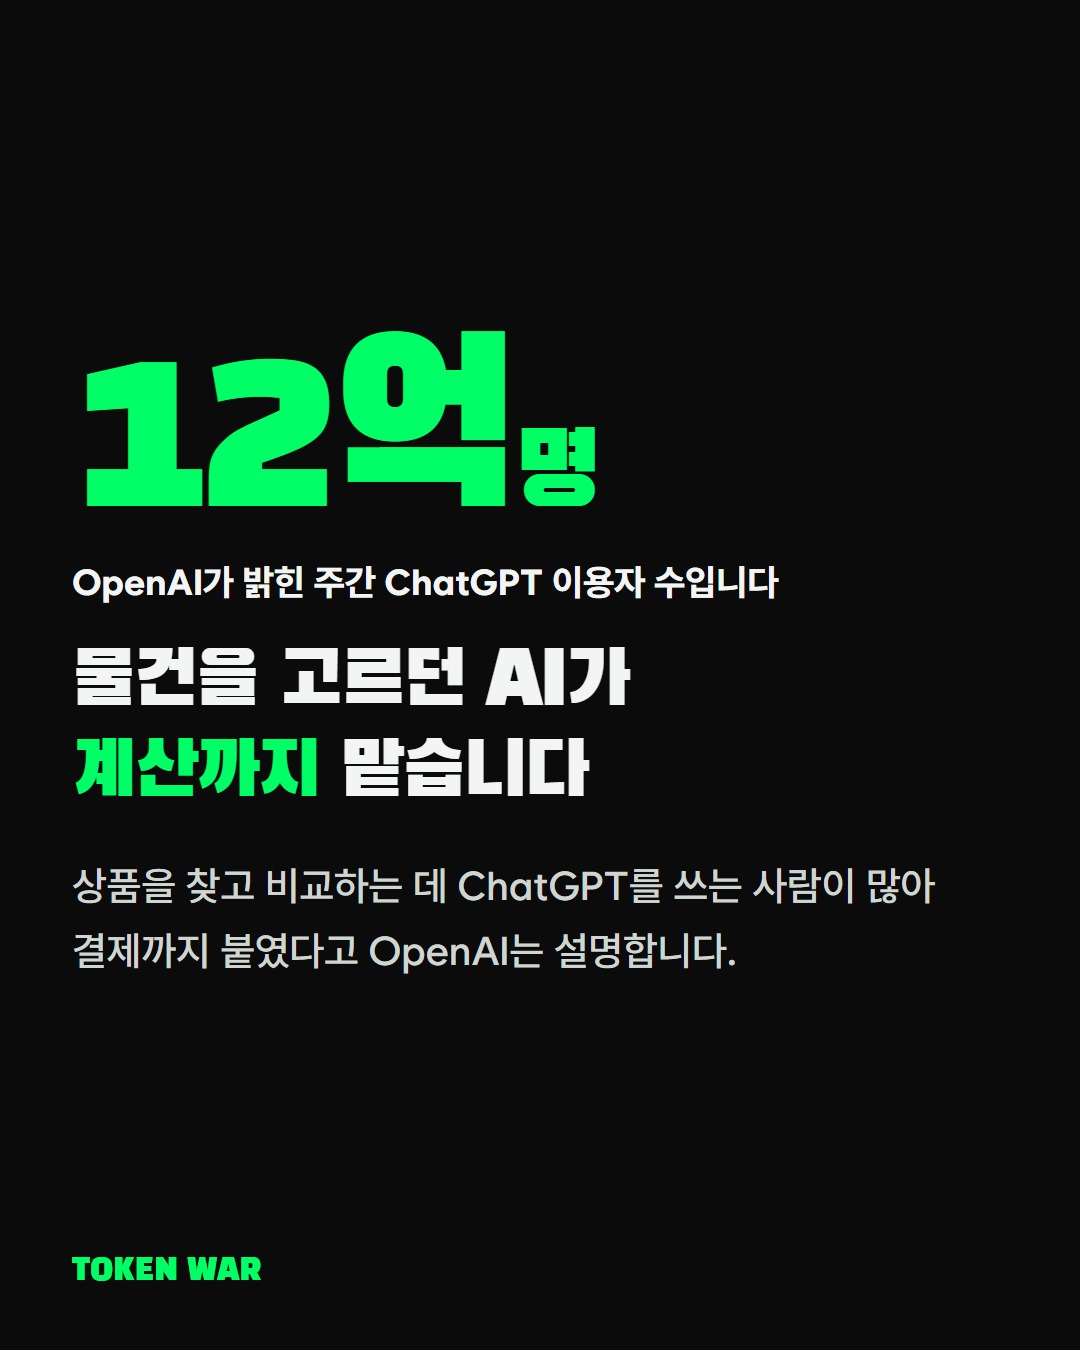 12억명
OpenAI가 밝힌 주간 ChatGPT 이용자 수입니다
물건을 고르던 AI가
계산까지 맡습니다
상품을 찾고 비교하는 데 ChatGPT를 쓰는 사람이 많아
결제까지 붙였다고 OpenAI는 설명합니다.
TOKEN WAR